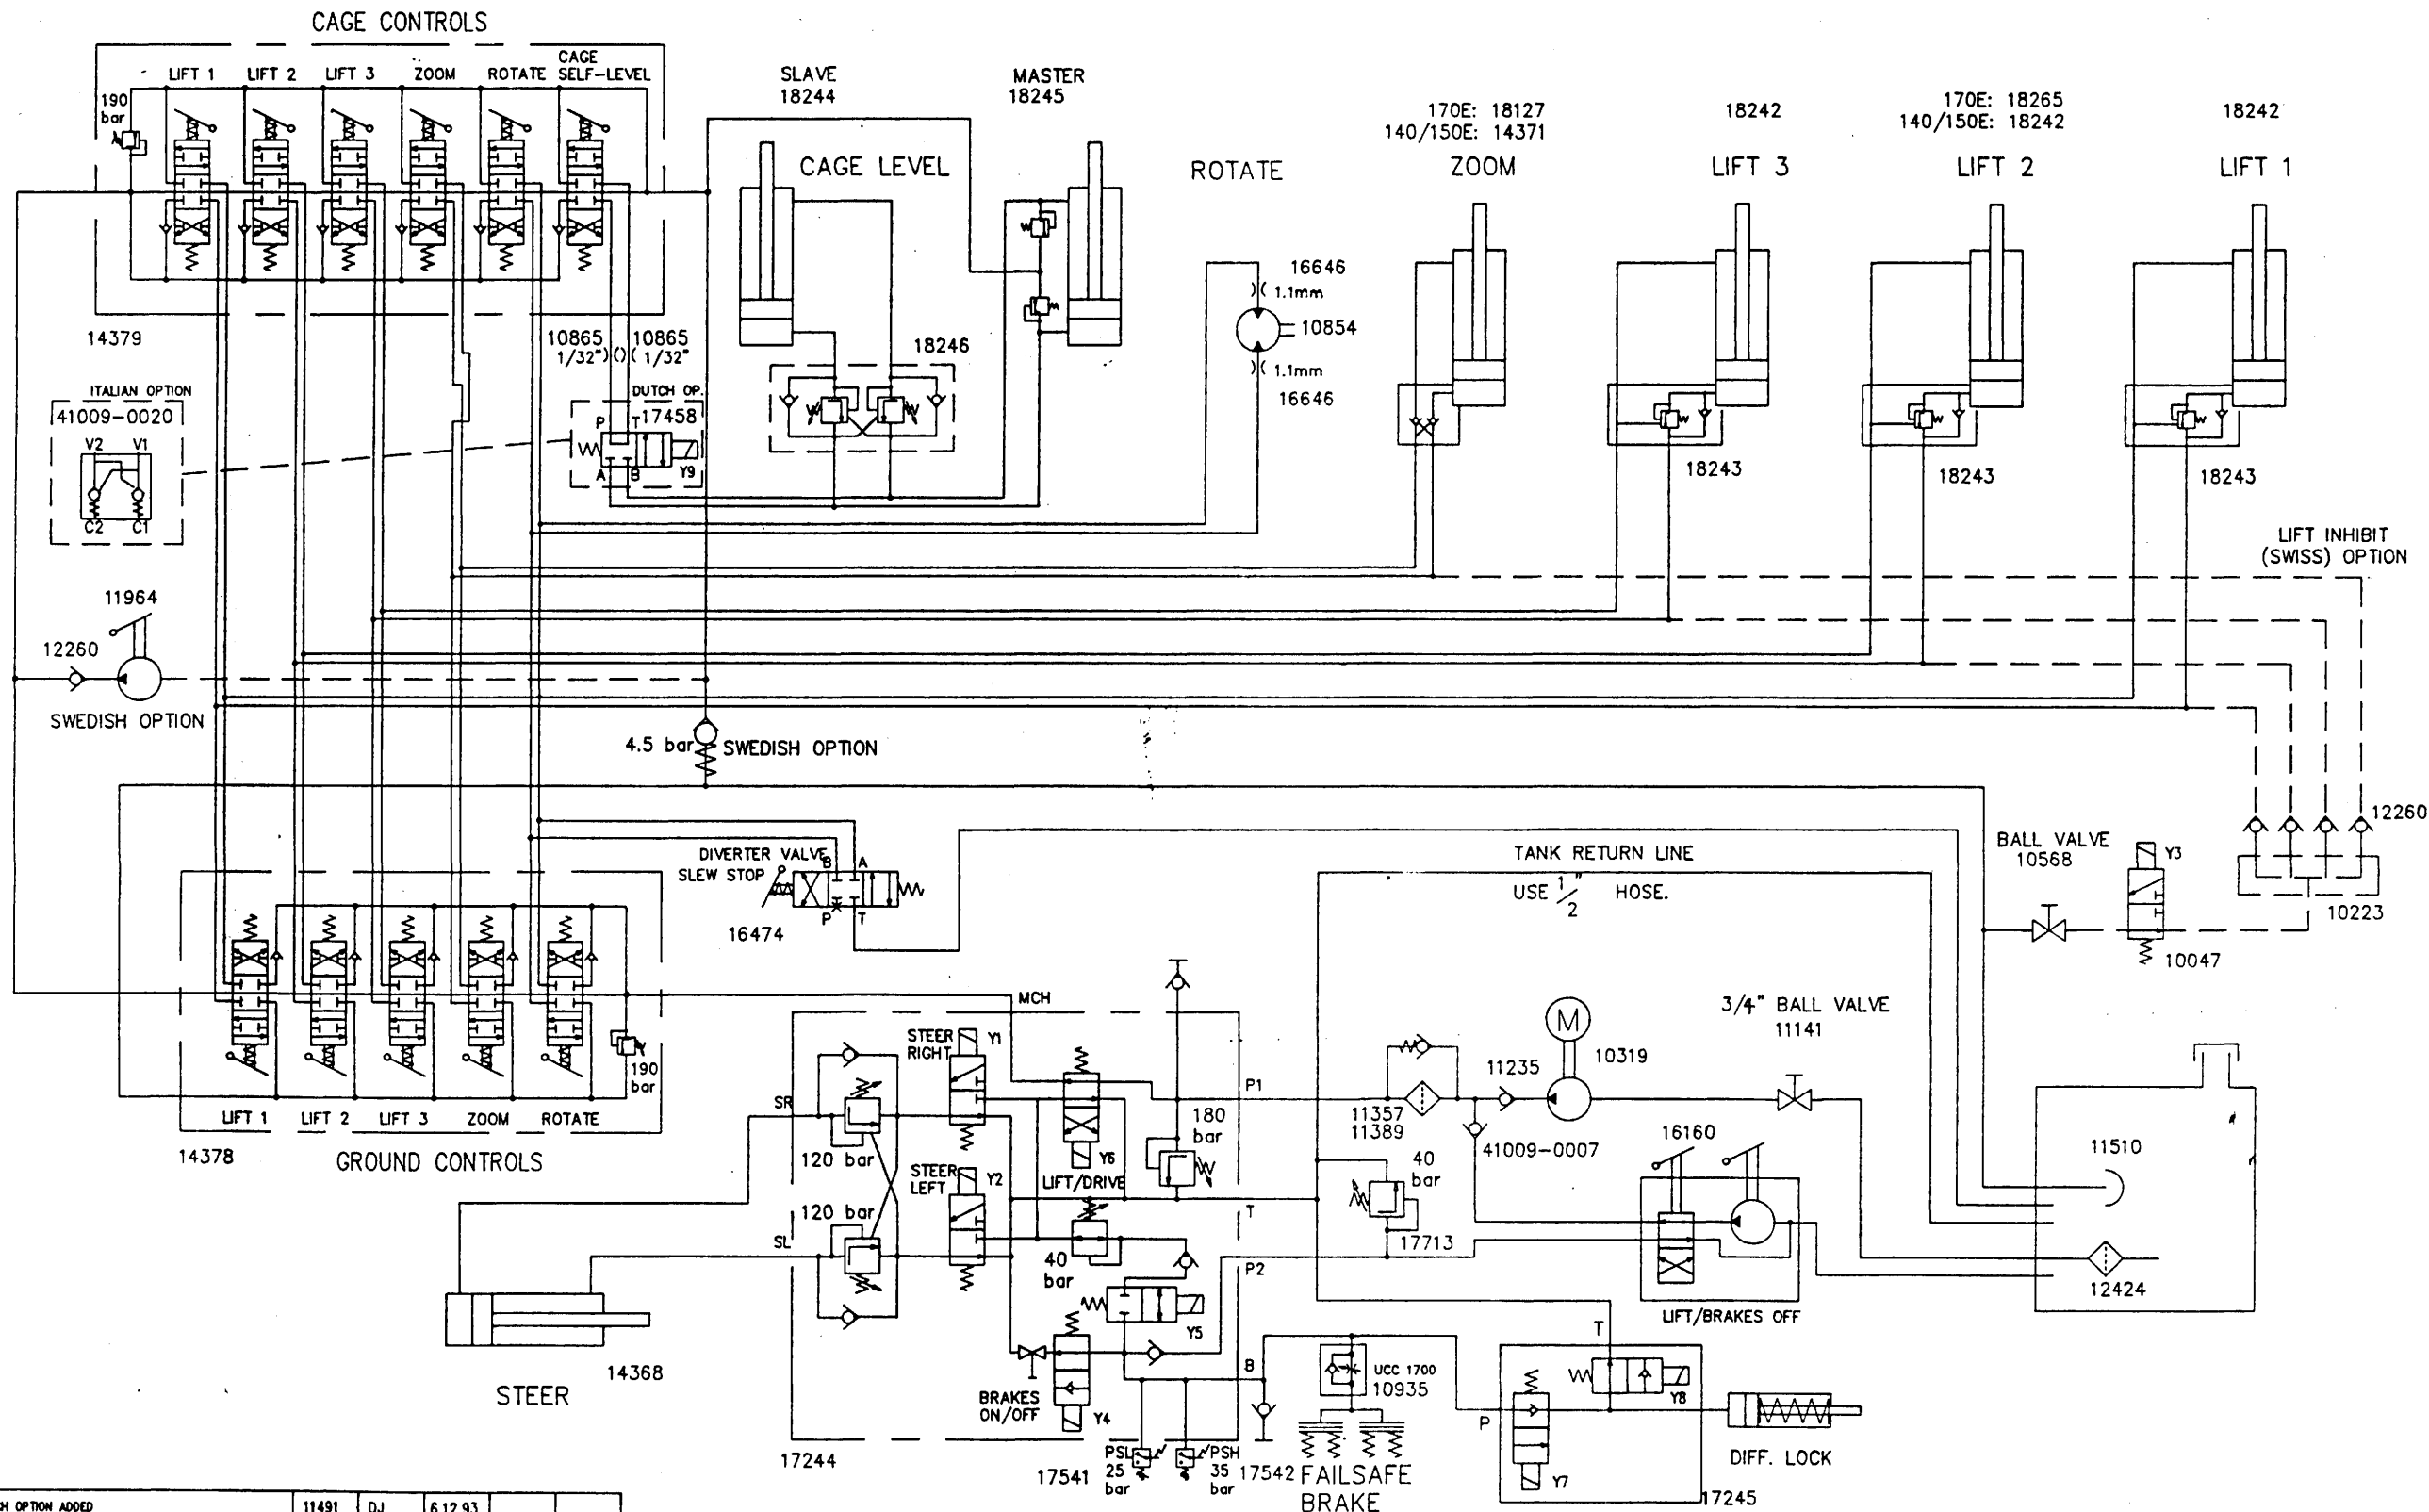 CAGE CONTROLS
LIFT 1
LIFT 2
LIFT 3
ZOOM
ROTATE
CAGE
SELF-LEVEL
190
bar
14379
SLAVE
18244
MASTER
18245
CAGE LEVEL
ROTATE
170E: 18127
140/150E: 14371
ZOOM
18242
LIFT 3
170E: 18265
140/150E: 18242
LIFT 2
18242
LIFT 1
16646
1.1mm
10854
1.1mm
16646
10865
1/32"
10865
1/32"
18246
18243
18243
18243
ITALIAN OPTION
41009-0020
V2
V1
C2
C1
DUTCH OP.
17458
P
T
A
B
Y9
LIFT INHIBIT
(SWISS) OPTION
11964
12260
SWEDISH OPTION
4.5 bar
SWEDISH OPTION
12260
BALL VALVE
10568
Y3
10223
10047
DIVERTER VALVE
SLEW STOP
B
A
P
T
16474
TANK RETURN LINE
USE 1/2" HOSE.
MCH
3/4" BALL VALVE
11141
M
10319
11235
STEER
RIGHT
Y1
P1
11357
11389
180
bar
41009-0007
16160
11510
SR
120 bar
Y6
LIFT/DRIVE
STEER
LEFT
Y2
40
bar
17713
190
bar
LIFT 1
LIFT 2
LIFT 3
ZOOM
ROTATE
14378
GROUND CONTROLS
120 bar
SL
T
P2
40
bar
12424
LIFT/BRAKES OFF
Y5
T
B
UCC 1700
10935
Y8
14368
STEER
BRAKES
ON/OFF
Y4
P
DIFF. LOCK
17244
17541
PSL
25
bar
PSH
35
bar
17542
FAILSAFE
BRAKE
Y7
17245
H OPTION ADDED
11491
DJ
6.12.93